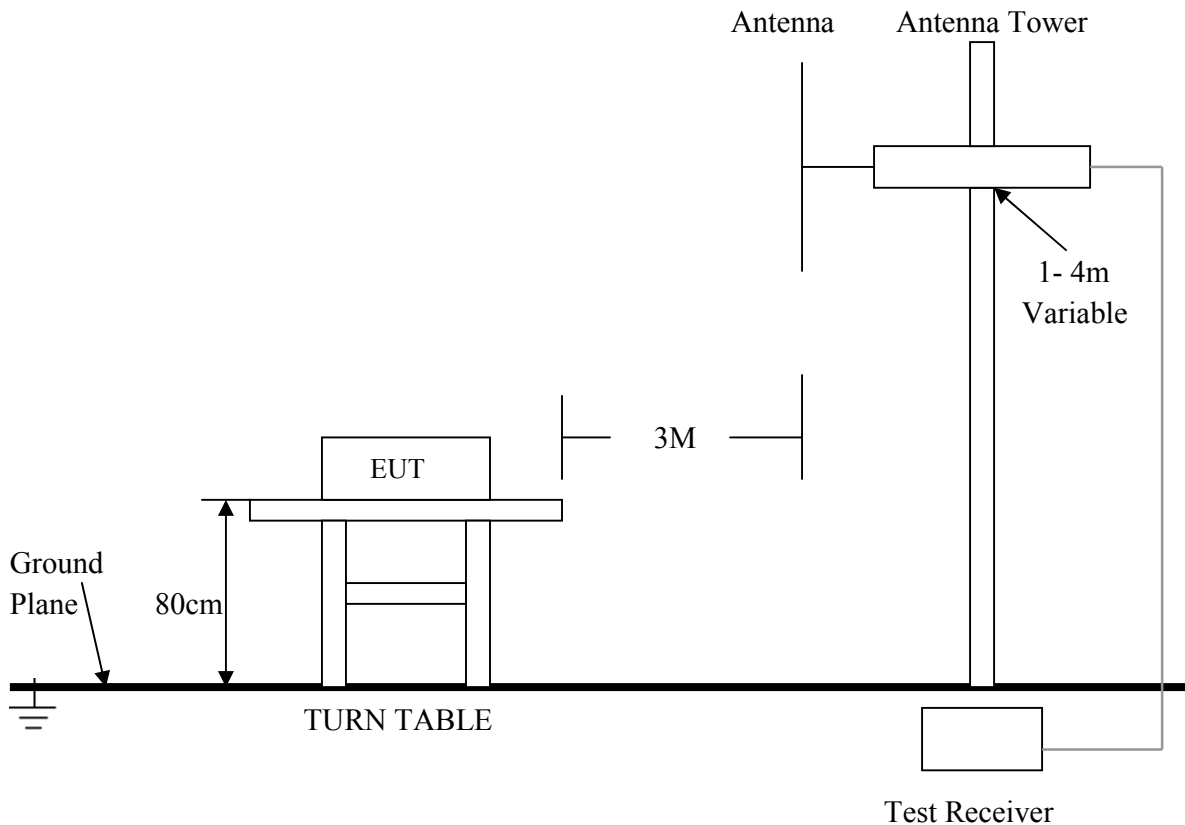 Antenna
Antenna Tower
1- 4m
Variable
3M
EUT
Ground
Plane
80cm
TURN TABLE
Test Receiver